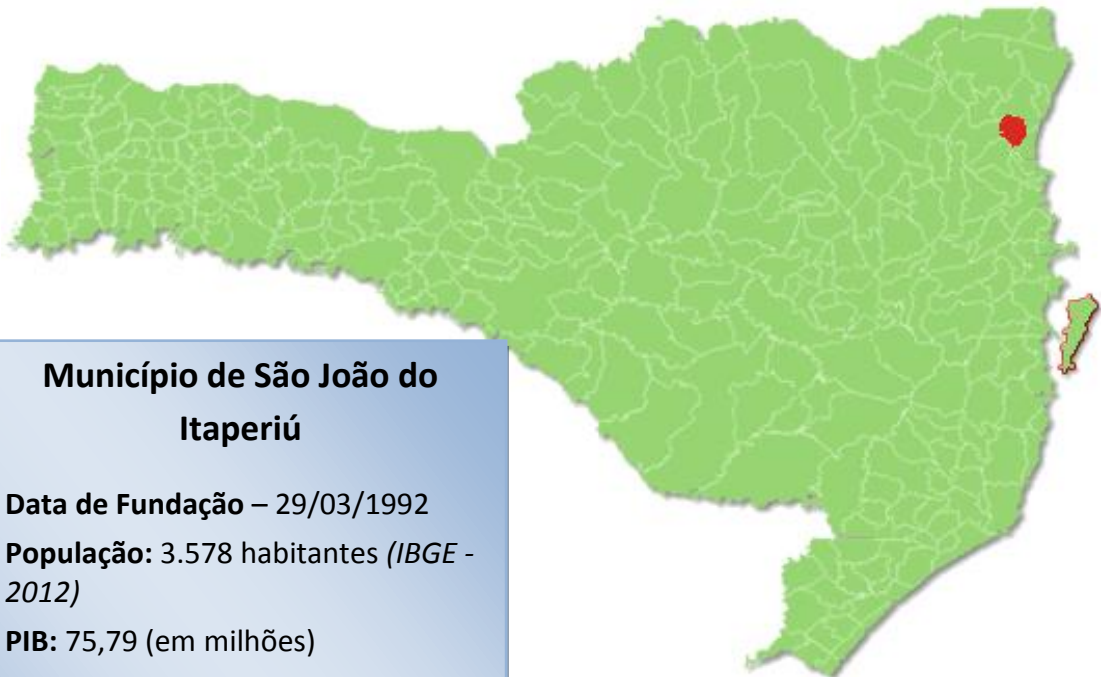 Município de São João do
Itaperiú
Data de Fundação – 29/03/1992
População: 3.578 habitantes (IBGE -
2012)
PIB: 75,79 (em milhões)